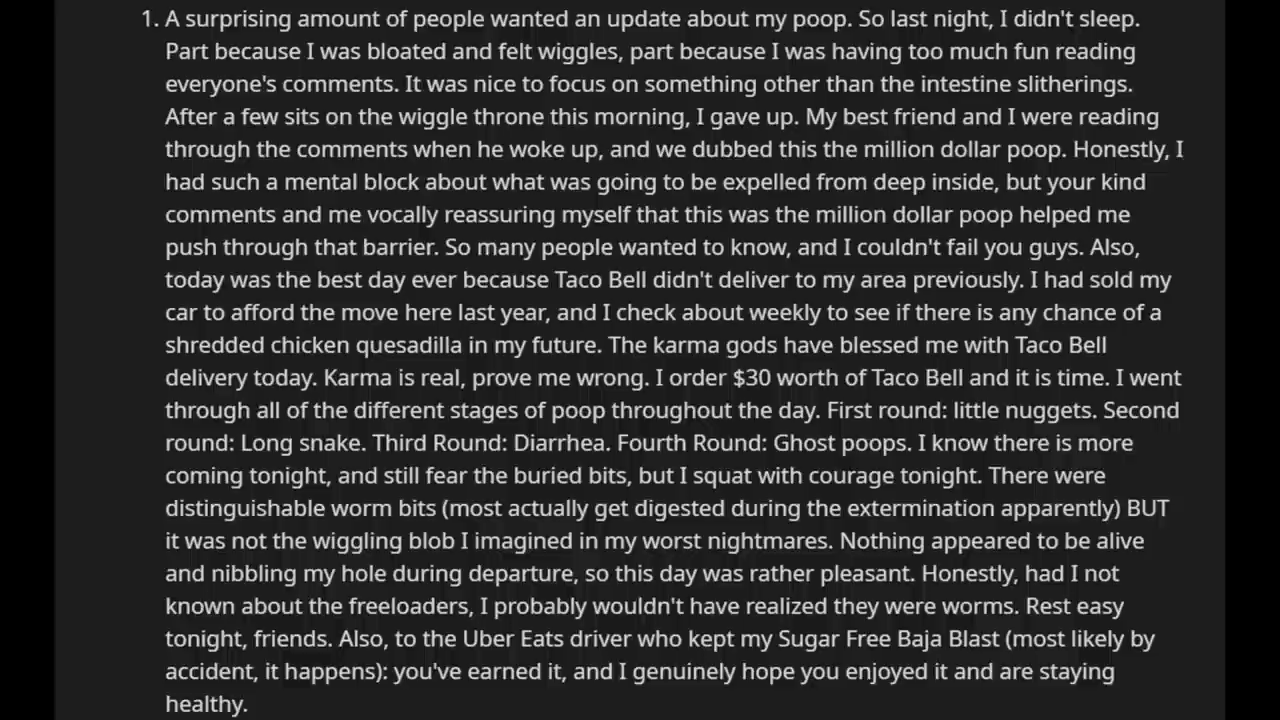 1. A surprising amount of people wanted an update about my poop. So last night, I didn't sleep.
Part because I was bloated and felt wiggles, part because I was having too much fun reading
everyone's comments. It was nice to focus on something other than the intestine slitherings.
After a few sits on the wiggle throne this morning, I gave up. My best friend and I were reading
through the comments when he woke up, and we dubbed this the million dollar poop. Honestly, I
had such a mental block about what was going to be expelled from deep inside, but your kind
comments and me vocally reassuring myself that this was the million dollar poop helped me
push through that barrier. So many people wanted to know, and I couldn't fail you guys. Also,
today was the best day ever because Taco Bell didn't deliver to my area previously. I had sold my
car to afford the move here last year, and I check about weekly to see if there is any chance of a
shredded chicken quesadilla in my future. The karma gods have blessed me with Taco Bell
delivery today. Karma is real, prove me wrong. I order $30 worth of Taco Bell and it is time. I went
through all of the different stages of poop throughout the day. First round: little nuggets. Second
round: Long snake. Third Round: Diarrhea. Fourth Round: Ghost poops. I know there is more
coming tonight, and still fear the buried bits, but I squat with courage tonight. There were
distinguishable worm bits (most actually get digested during the extermination apparently) BUT
it was not the wiggling blob I imagined in my worst nightmares. Nothing appeared to be alive
and nibbling my hole during departure, so this day was rather pleasant. Honestly, had I not
known about the freeloaders, I probably wouldn't have realized they were worms. Rest easy
tonight, friends. Also, to the Uber Eats driver who kept my Sugar Free Baja Blast (most likely by
accident, it happens): you've earned it, and I genuinely hope you enjoyed it and are staying
healthy.